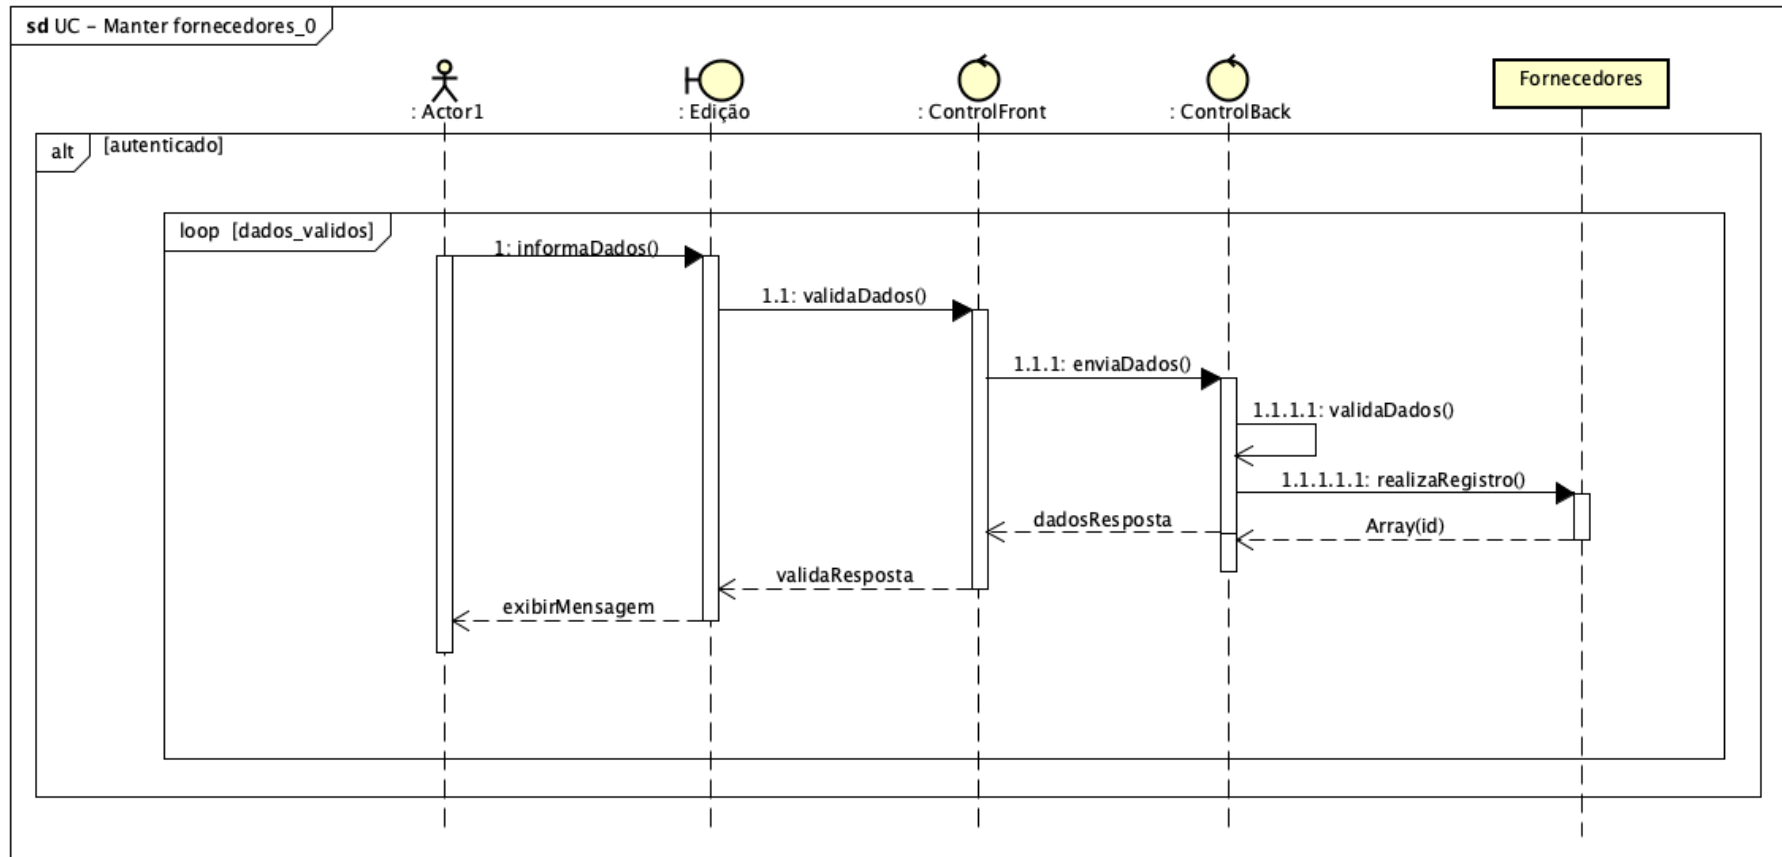 sd UC - Manter fornecedores_0
: Actor1
: Edição
: ControlFront
: ControlBack
Fornecedores
alt [autenticado]
loop [dados_validos]
1: informaDados()
1.1: validaDados()
1.1.1: enviaDados()
1.1.1.1: validaDados()
1.1.1.1.1: realizaRegistro()
dadosResposta
Array(id)
validaResposta
exibirMensagem